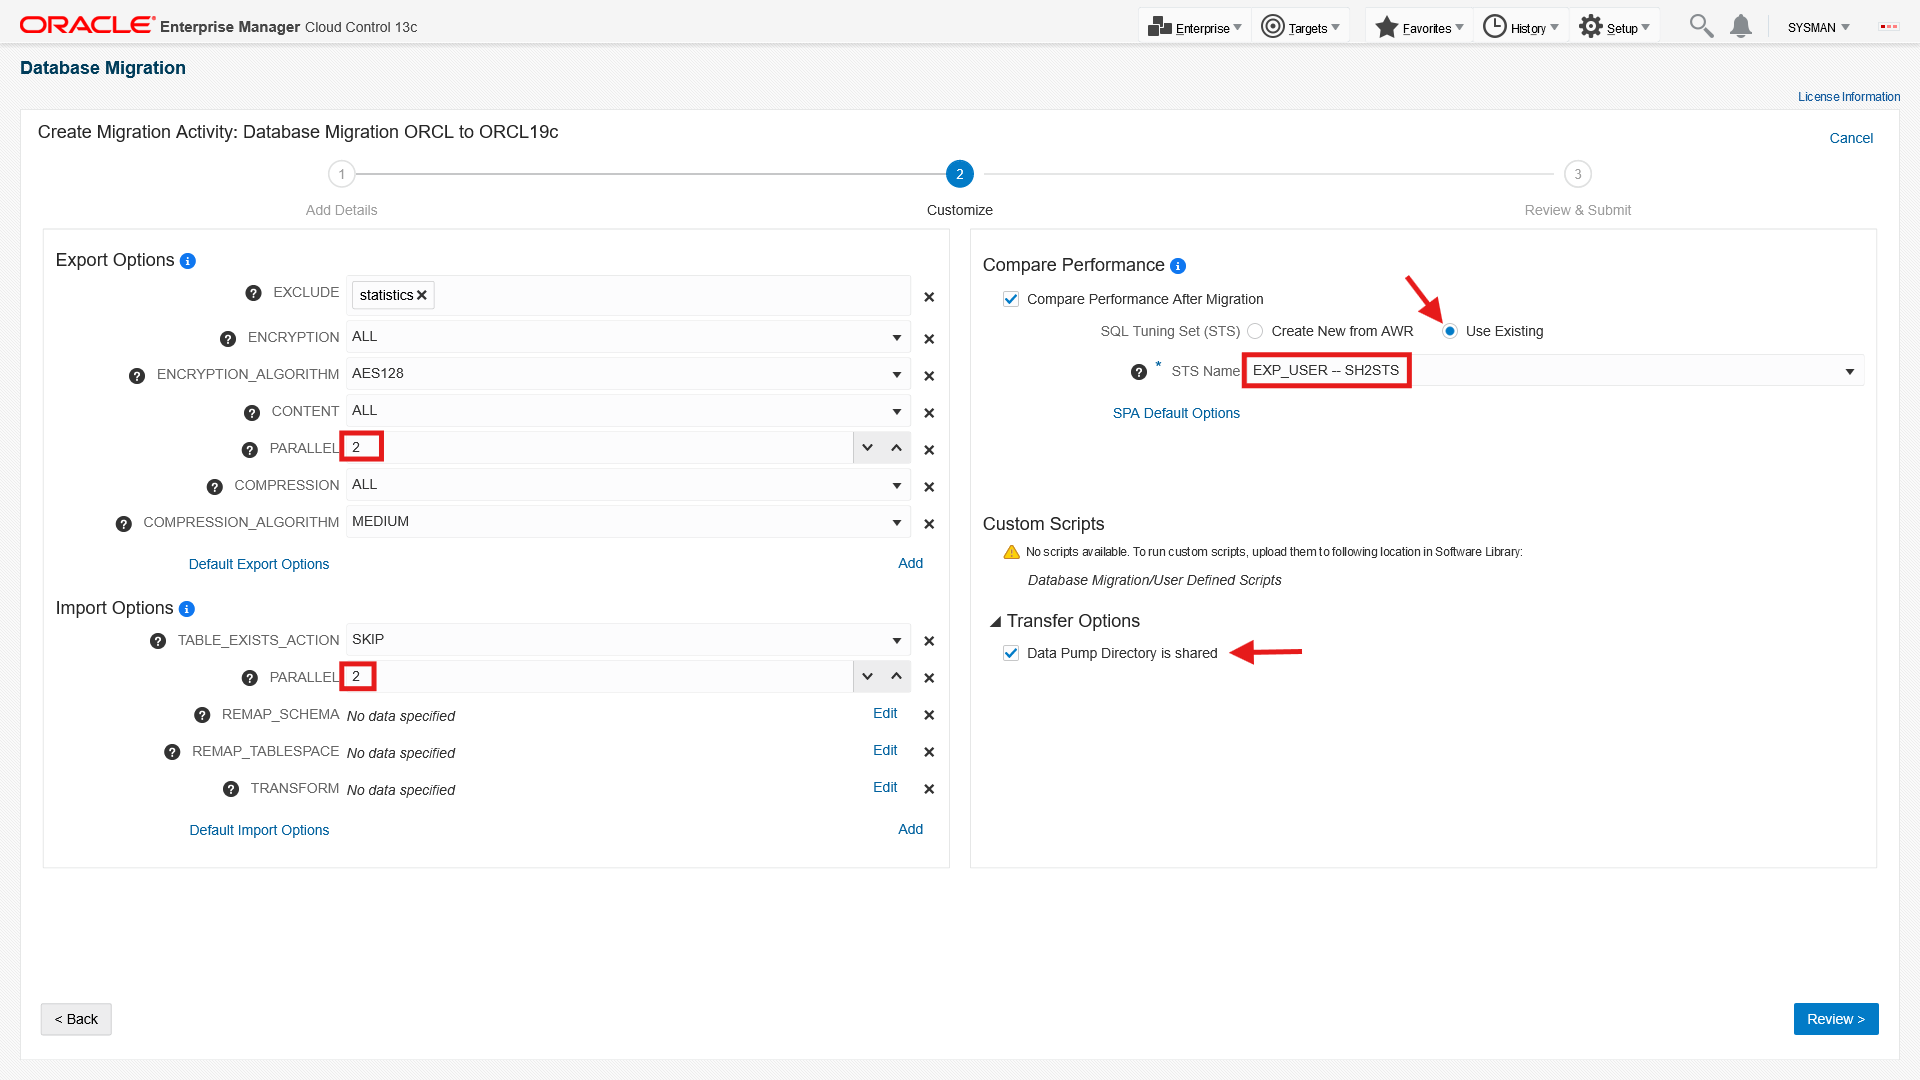 ORACLE Enterprise Manager Cloud Control 13c
Enterprise Targets Favorites History Setup SYSMAN
Database Migration
License Information
Create Migration Activity: Database Migration ORCL to ORCL19c
Cancel
1 2 3
Add Details Customize Review & Submit
Export Options
EXCLUDE statistics
ENCRYPTION ALL
ENCRYPTION_ALGORITHM AES128
CONTENT ALL
PARALLEL 2
COMPRESSION ALL
COMPRESSION_ALGORITHM MEDIUM
Default Export Options Add
Import Options
TABLE_EXISTS_ACTION SKIP
PARALLEL 2
REMAP_SCHEMA No data specified Edit
REMAP_TABLESPACE No data specified Edit
TRANSFORM No data specified Edit
Default Import Options Add
Compare Performance
Compare Performance After Migration
SQL Tuning Set (STS) Create New from AWR Use Existing
* STS Name EXP_USER -- SH2STS
SPA Default Options
Custom Scripts
No scripts available. To run custom scripts, upload them to following location in Software Library:
Database Migration/User Defined Scripts
Transfer Options
Data Pump Directory is shared
< Back Review >